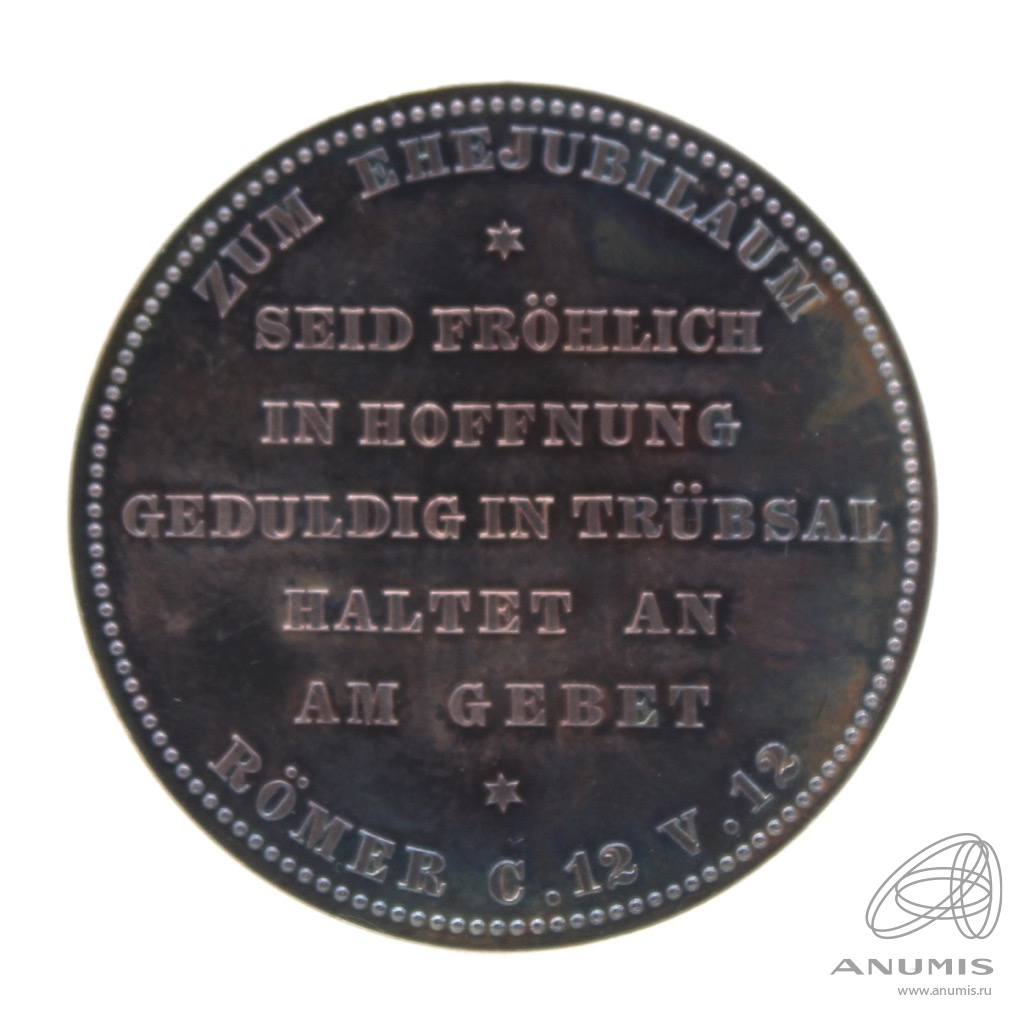 ZUM EHEJUBILÄUM
SEID FRÖHLICH
IN HOFFNUNG
GEDULDIG IN TRÜBSAL
HALTET AN
AM GEBET
RÖMER C.12 V.12
ANUMIS
www.anumis.ru